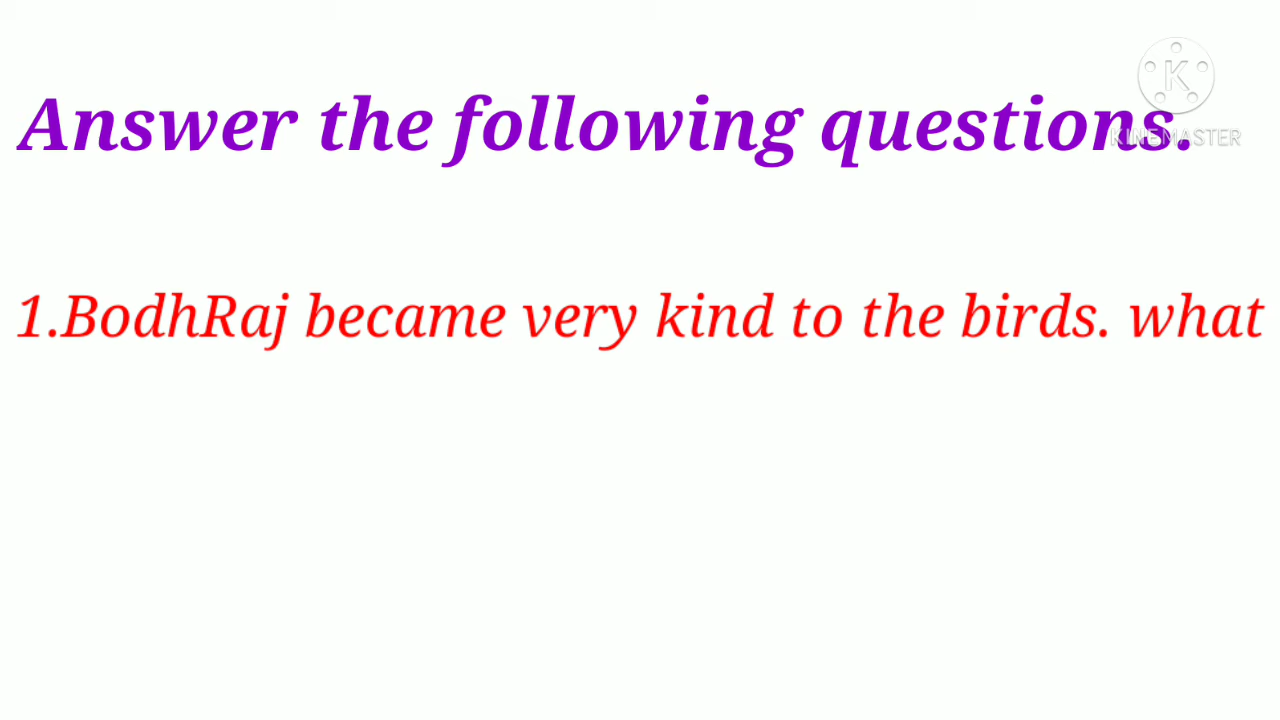 Answer the following questions.
KINEMASTER
1.BodhRaj became very kind to the birds. what